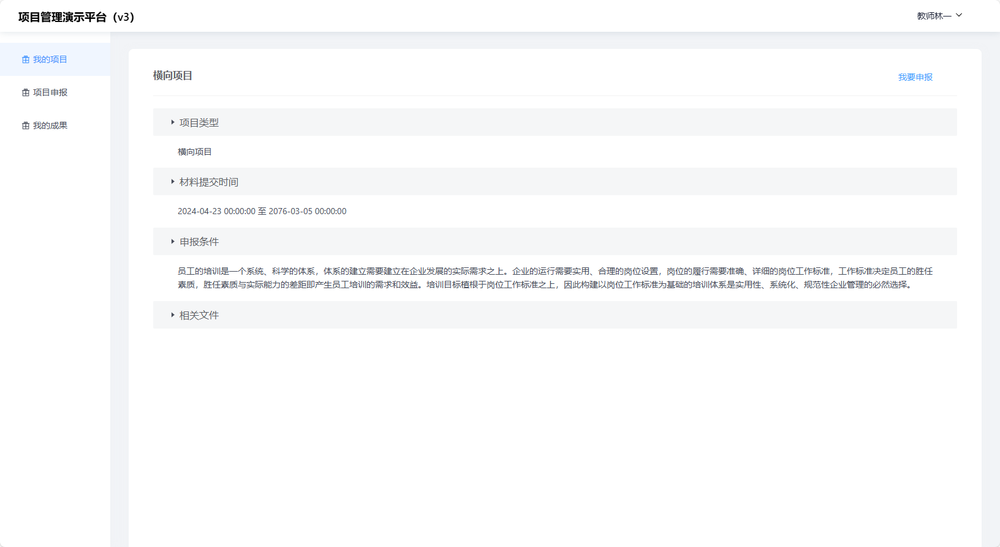 项目管理演示平台（v3）
教师林一
我的项目
项目申报
我的成果
横向项目
我要申报
项目类型
横向项目
材料提交时间
2024-04-23 00:00:00 至 2076-03-05 00:00:00
申报条件
员工的培训是一个系统、科学的体系，体系的建立需要建立在企业发展的实际需求之上。企业的运行需要实用、合理的岗位设置，岗位的履行需要准确、详细的岗位工作标准，工作标准决定员工的胜任
素质，胜任素质与实际能力的差距即产生员工培训的需求和效益。培训目标植根于岗位工作标准之上，因此构建以岗位工作标准为基础的培训体系是实用性、系统化、规范性企业管理的必然选择。
相关文件